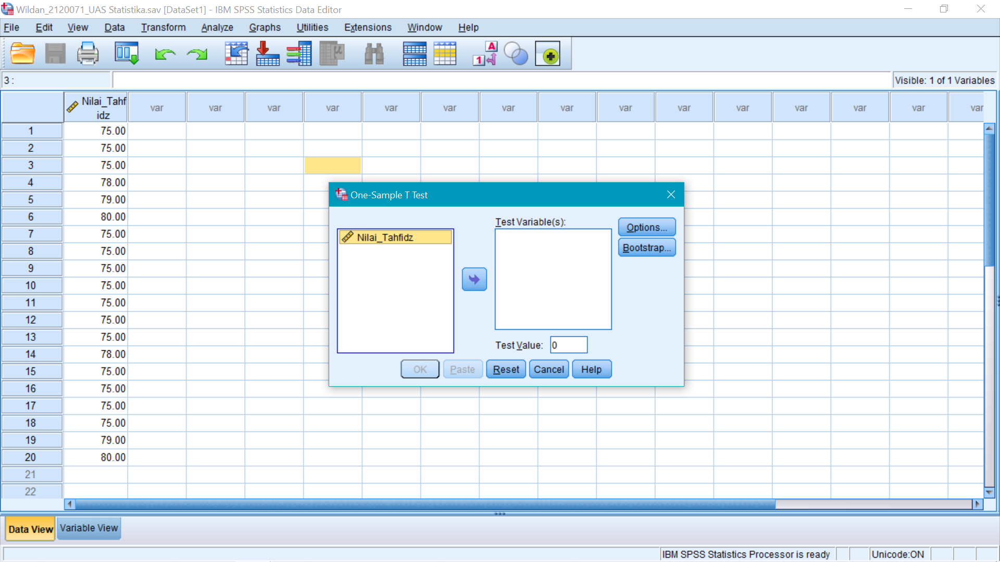 Wildan_2120071_UAS Statistika.sav [DataSet1] - IBM SPSS Statistics Data Editor
File Edit View Data Transform Analyze Graphs Utilities Extensions Window Help
3 :
Visible: 1 of 1 Variables
Nilai_Tahf
idz
var var var var var var var var var var var var var var var
1 75.00
2 75.00
3 75.00
4 78.00
5 79.00
6 80.00
7 75.00
8 75.00
9 75.00
10 75.00
11 75.00
12 75.00
13 75.00
14 78.00
15 75.00
16 75.00
17 75.00
18 75.00
19 79.00
20 80.00
21
22
One-Sample T Test
Nilai_Tahfidz
Test Variable(s):
Options...
Bootstrap...
Test Value: 0
OK Paste Reset Cancel Help
Data View Variable View
IBM SPSS Statistics Processor is ready Unicode:ON